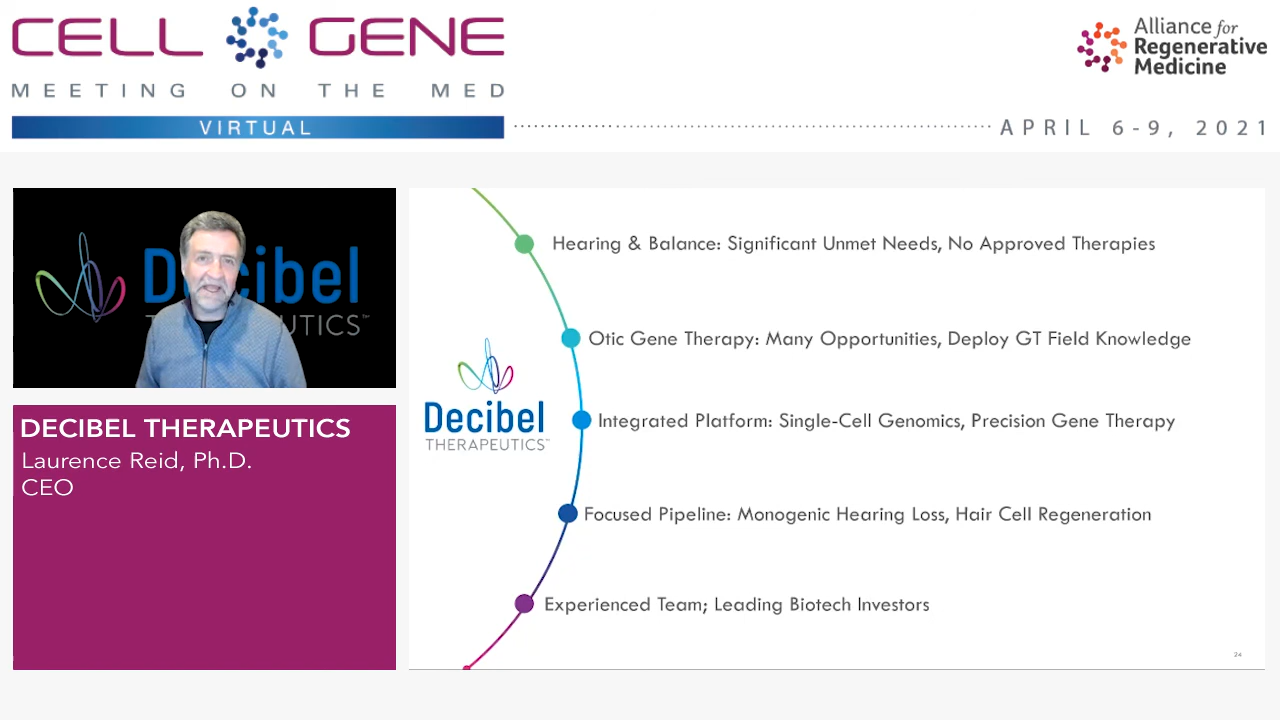 CELL GENE
MEETING ON THE MED
VIRTUAL
Alliance for
Regenerative
Medicine
APRIL 6-9, 2021
Decibel
THERAPEUTICS™
DECIBEL THERAPEUTICS
Laurence Reid, Ph.D.
CEO
Hearing & Balance: Significant Unmet Needs, No Approved Therapies
Otic Gene Therapy: Many Opportunities, Deploy GT Field Knowledge
Decibel
THERAPEUTICS™
Integrated Platform: Single-Cell Genomics, Precision Gene Therapy
Focused Pipeline: Monogenic Hearing Loss, Hair Cell Regeneration
Experienced Team; Leading Biotech Investors
24